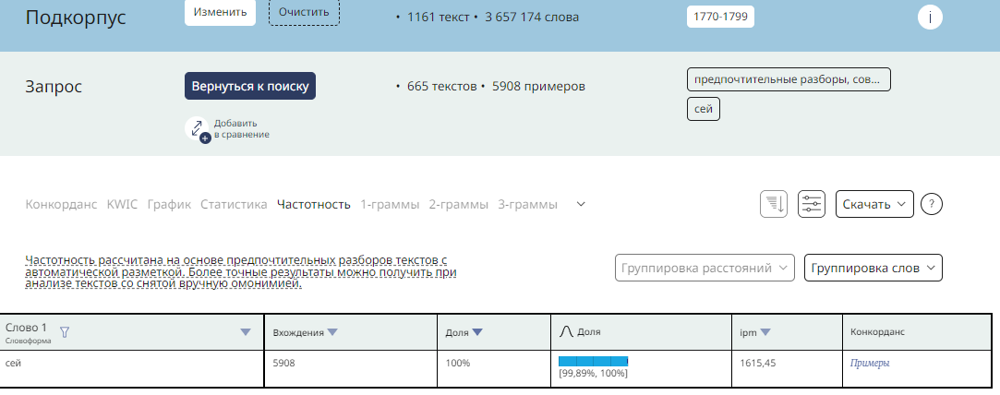 Подкорпус
Изменить
Очистить
• 1161 текст • 3 657 174 слова
1770-1799
i
Запрос
Вернуться к поиску
• 665 текстов • 5908 примеров
предпочтительные разборы, сов...
сей
Добавить
в сравнение
Конкорданс KWIC График Статистика Частотность 1-граммы 2-граммы 3-граммы
Скачать
?
Частотность рассчитана на основе предпочтительных разборов текстов с
автоматической разметкой. Более точные результаты можно получить при
анализе текстов со снятой вручную омонимией.
Группировка расстояний
Группировка слов
Слово 1
Словоформа
Вхождения
Доля
Доля
ipm
Конкорданс
сей
5908
100%
[99,89%, 100%]
1615,45
Примеры